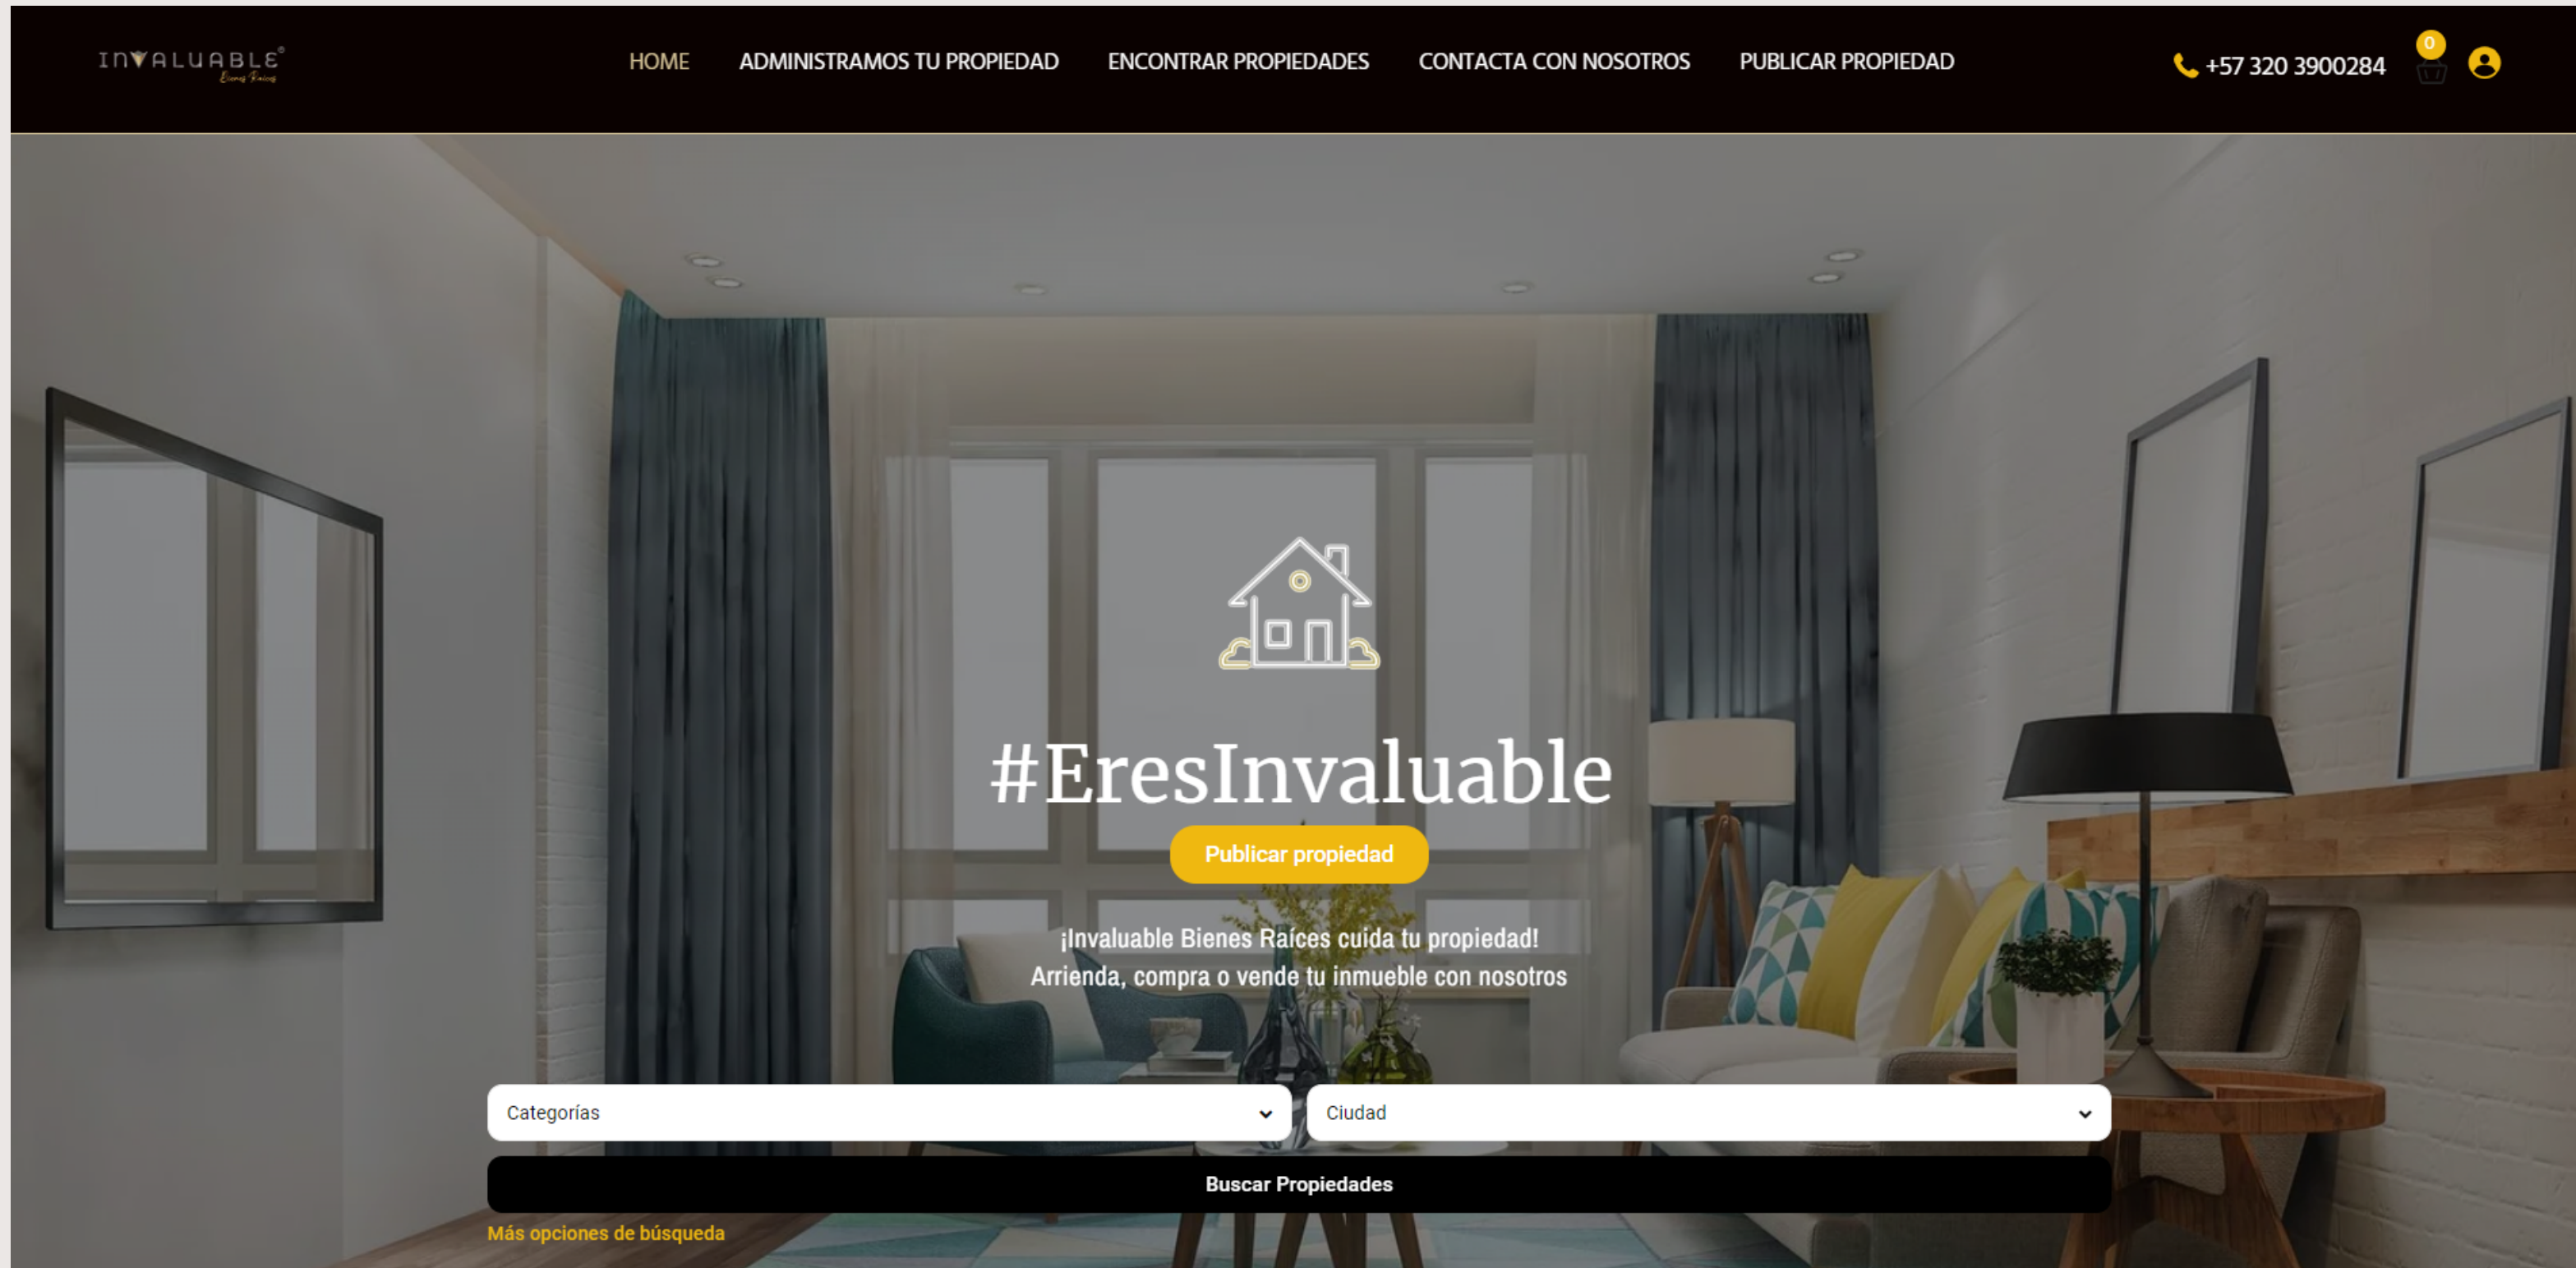 INVALUABLE®
Bienes Raíces
HOME
ADMINISTRAMOS TU PROPIEDAD
ENCONTRAR PROPIEDADES
CONTACTA CON NOSOTROS
PUBLICAR PROPIEDAD
+57 320 3900284
0
#EresInvaluable
Publicar propiedad
¡Invaluable Bienes Raíces cuida tu propiedad!
Arrienda, compra o vende tu inmueble con nosotros
Categorías
Ciudad
Buscar Propiedades
Más opciones de búsqueda